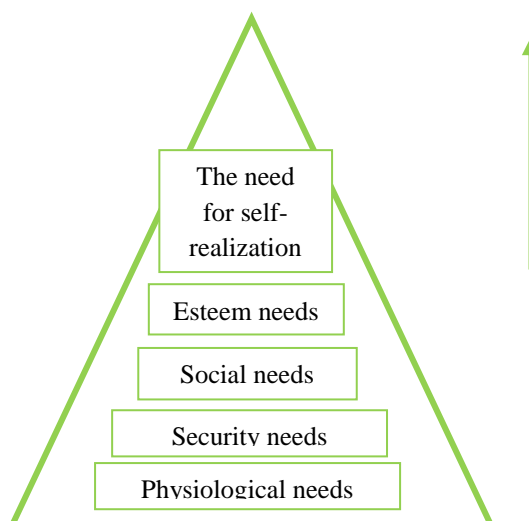 The need
for self-
realization
Esteem needs
Social needs
Security needs
Physiological needs